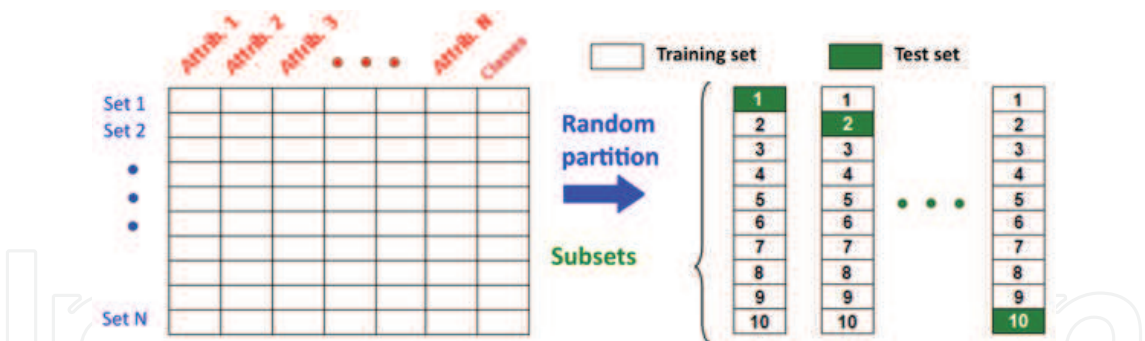 Attrib. 1
Attrib. 2
Attrib. 3
Attrib. N
Classes
Set 1
Set 2
Set N
Random
partition
Subsets
Training set
Test set
1
2
3
4
5
6
7
8
9
10
1
2
3
4
5
6
7
8
9
10
1
2
3
4
5
6
7
8
9
10